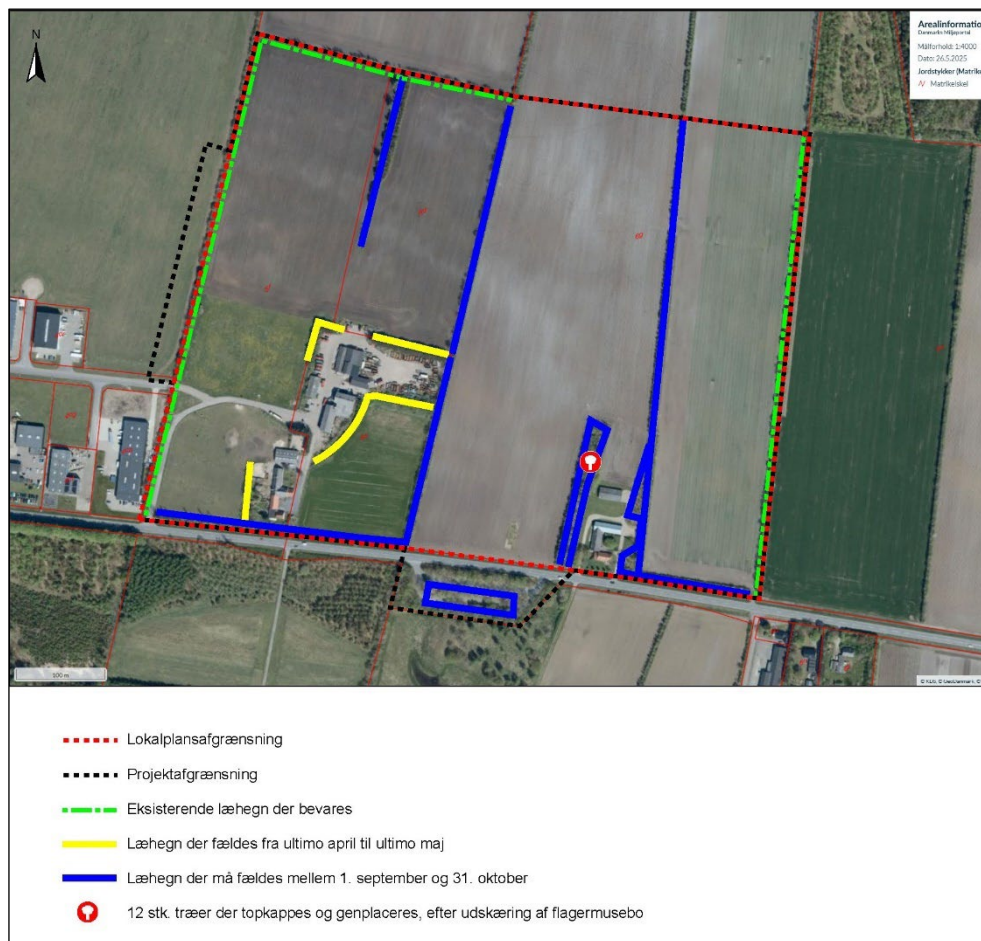 N
Arealinformatio
Danmarks Miljøportal
Målforhold: 1:4000
Dato: 26.5.2025
Jordstykker (Matrike
Matrikelskel
100 m
Lokalplansafgrænsning
Projektafgrænsning
Eksisterende læhegn der bevares
Læhegn der fældes fra ultimo april til ultimo maj
Læhegn der må fældes mellem 1. september og 31. oktober
12 stk. træer der topkappes og genplaceres, efter udskæring af flagermusebo